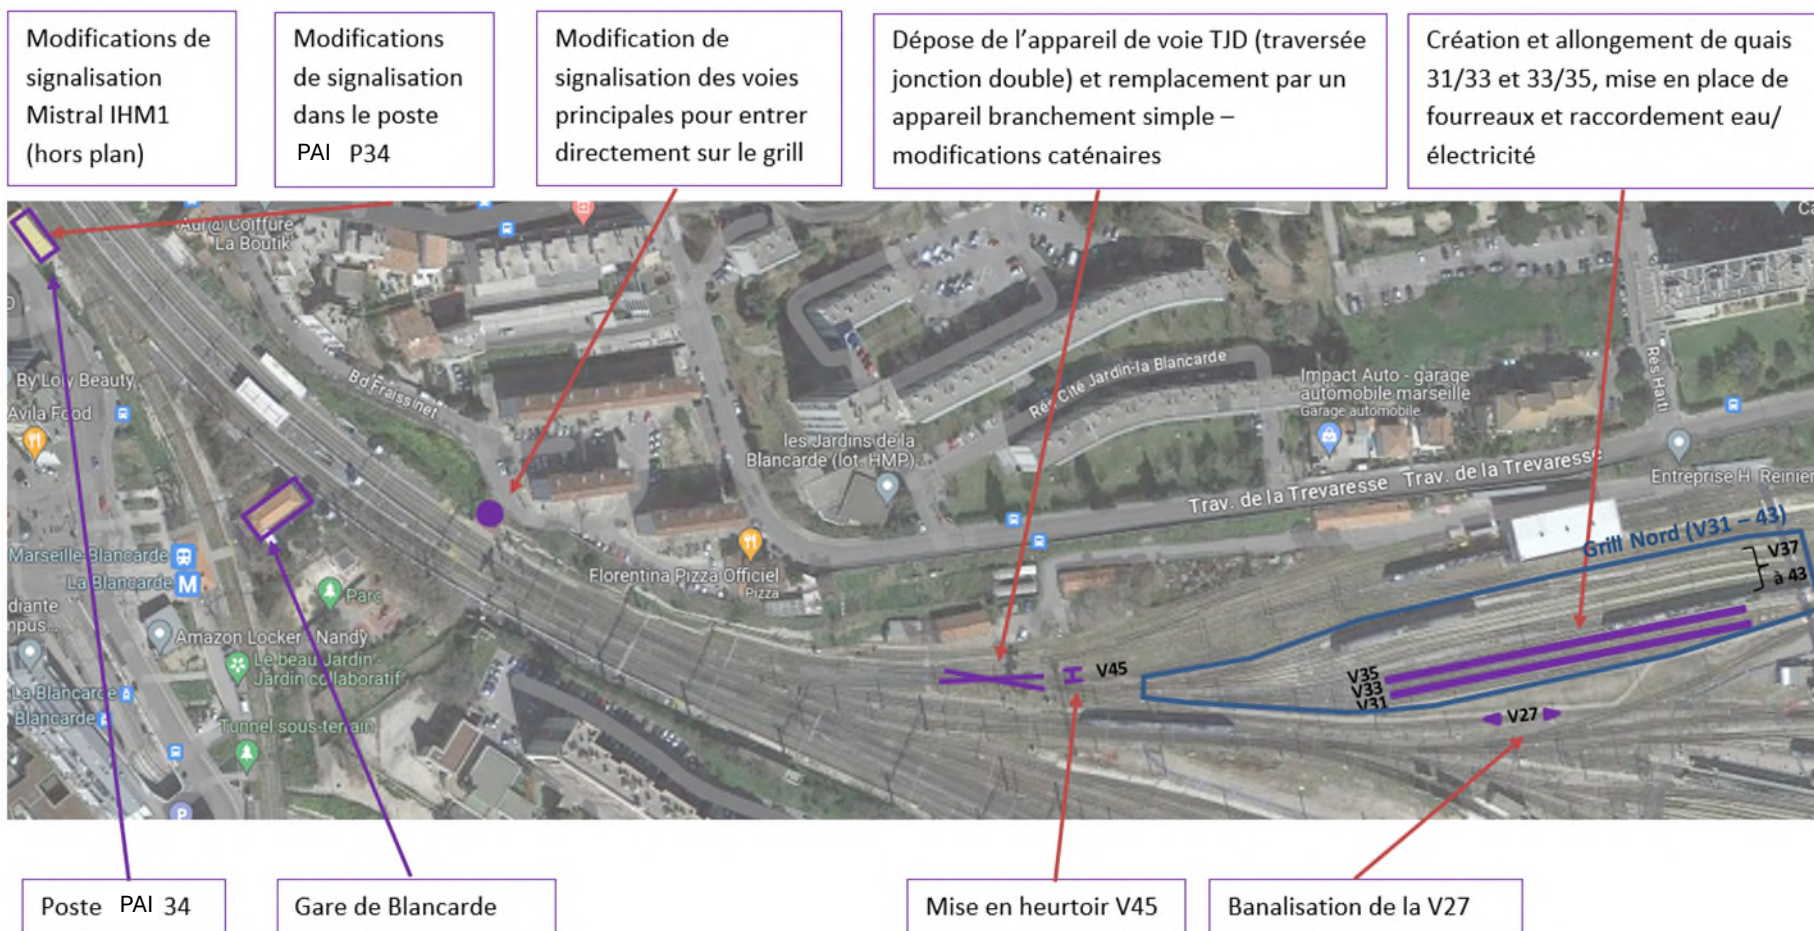 Modifications de
signalisation
Mistral IHM1
(hors plan)
Modifications
de signalisation
dans le poste
PAI P34
Modification de
signalisation des voies
principales pour entrer
directement sur le grill
Dépose de l'appareil de voie TJD (traversée
jonction double) et remplacement par un
appareil branchement simple –
modifications caténaires
Création et allongement de quais
31/33 et 33/35, mise en place de
fourreaux et raccordement eau/
électricité
Aur@ Coiffure
La Boutik
By Loly Beauty
Avila Food
Bd Fraissinet
les Jardins de la
Blancarde (lot. HMP)
Rés Cité Jardin-la Blancarde
Impact Auto - garage
automobile marseille
Garage automobile
Rés Haïti
Trav. de la Trevaresse
Trav. de la Trevaresse
Entreprise H Reinier
Marseille-Blancarde
La Blancarde
M
Florentina Pizza Officiel
Pizza
Parc
Amazon Locker - Nandy
Le beau Jardin -
Jardin collaboratif
La Blancarde
Blancarde
Tunnel sous-terrain
P
Grill Nord (V31 – 43)
V37
à 43
V45
V35
V33
V31
V27
Poste PAI 34
Gare de Blancarde
Mise en heurtoir V45
Banalisation de la V27